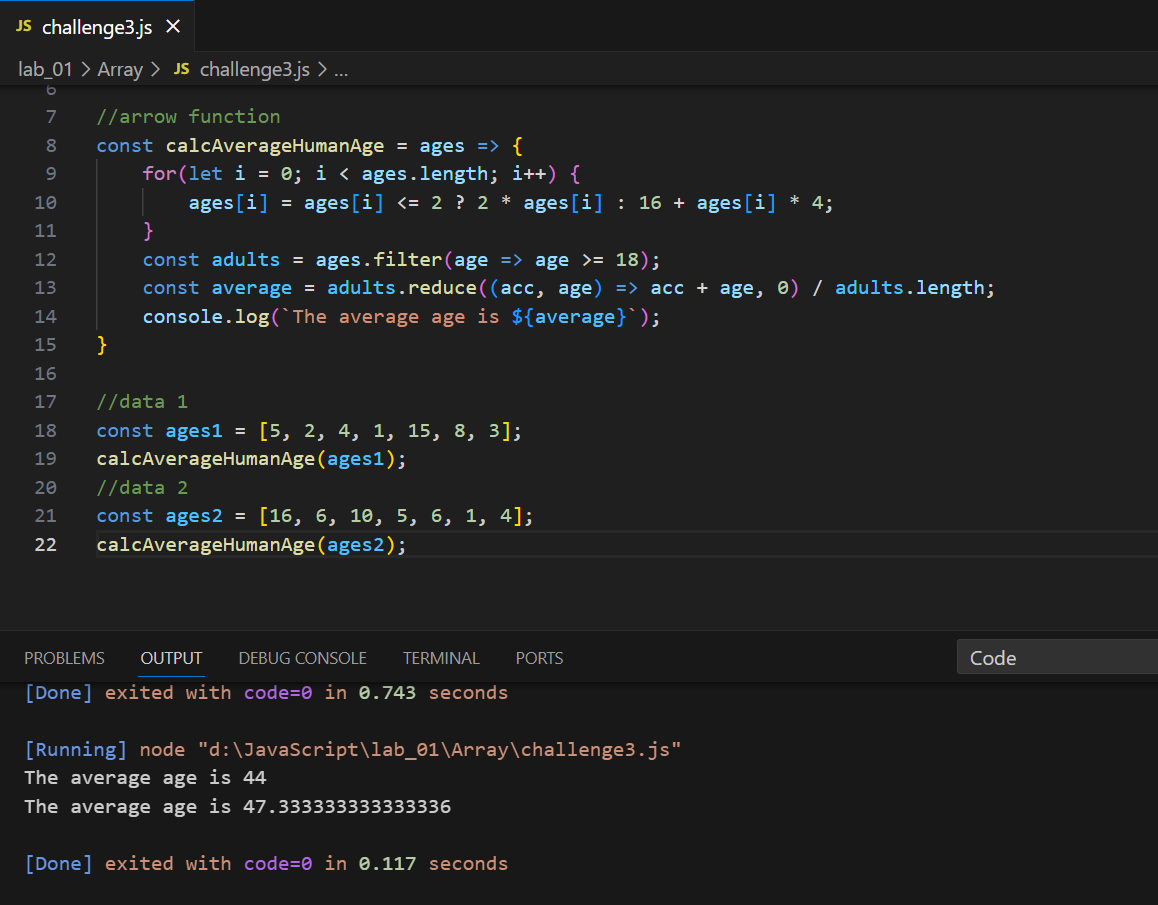 JS challenge3.js ×
lab_01 > Array > JS challenge3.js > ...
6
7 //arrow function
8 const calcAverageHumanAge = ages => {
9     for(let i = 0; i < ages.length; i++) {
10         ages[i] = ages[i] <= 2 ? 2 * ages[i] : 16 + ages[i] * 4;
11     }
12     const adults = ages.filter(age => age >= 18);
13     const average = adults.reduce((acc, age) => acc + age, 0) / adults.length;
14     console.log(`The average age is ${average}`);
15 }
16
17 //data 1
18 const ages1 = [5, 2, 4, 1, 15, 8, 3];
19 calcAverageHumanAge(ages1);
20 //data 2
21 const ages2 = [16, 6, 10, 5, 6, 1, 4];
22 calcAverageHumanAge(ages2);
PROBLEMS OUTPUT DEBUG CONSOLE TERMINAL PORTS Code
[Done] exited with code=0 in 0.743 seconds
[Running] node "d:\JavaScript\lab_01\Array\challenge3.js"
The average age is 44
The average age is 47.333333333333336
[Done] exited with code=0 in 0.117 seconds